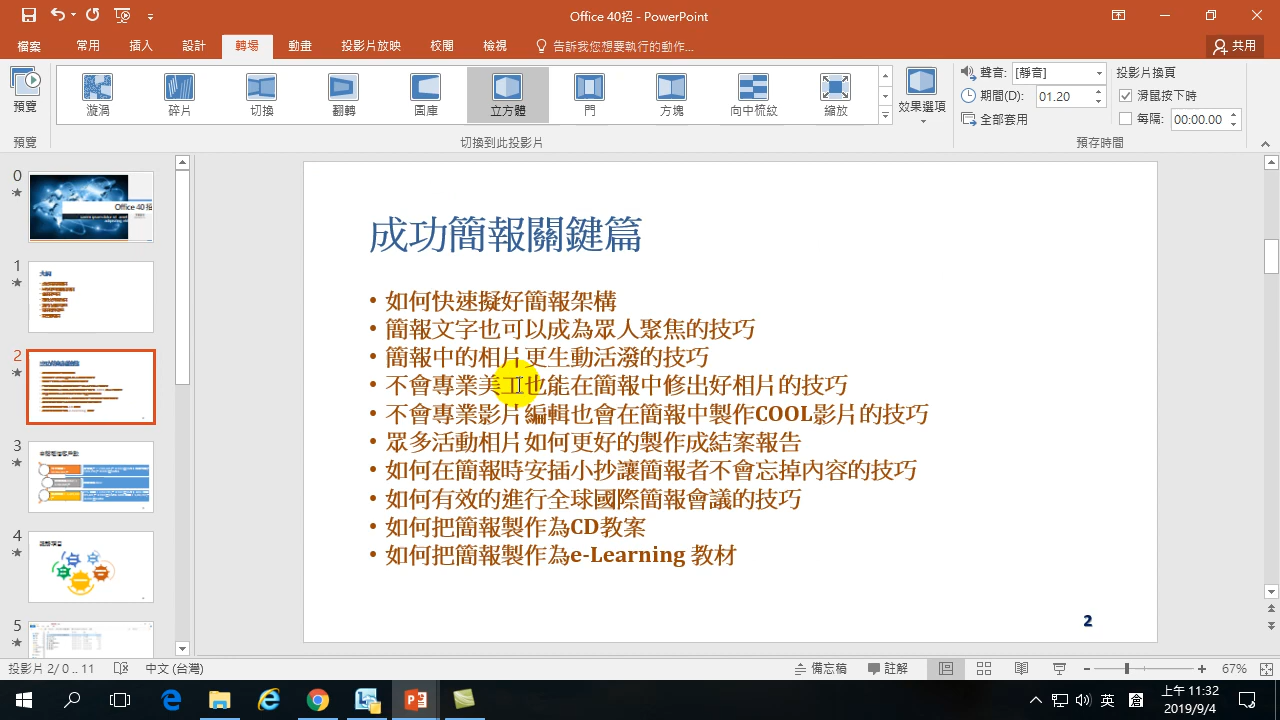 Office 40招 - PowerPoint
檔案 常用 插入 設計 轉場 動畫 投影片放映 校閱 檢視 告訴我您想要執行的動作... 共用
預覽 漩渦 碎片 切換 翻轉 圖庫 立方體 門 方塊 向中梳紋 縮放 效果選項
聲音: [靜音] 投影片換頁
期間(D): 01.20 滑鼠按下時
全部套用 每隔: 00:00.00
預覽 切換到此投影片 預存時間
0
Office 40招
1
大綱
2
3
4
5
成功簡報關鍵篇
• 如何快速擬好簡報架構
• 簡報文字也可以成為眾人聚焦的技巧
• 簡報中的相片更生動活潑的技巧
• 不會專業美工也能在簡報中修出好相片的技巧
• 不會專業影片編輯也會在簡報中製作COOL影片的技巧
• 眾多活動相片如何更好的製作成結案報告
• 如何在簡報時安插小抄讓簡報者不會忘掉內容的技巧
• 如何有效的進行全球國際簡報會議的技巧
• 如何把簡報製作為CD教案
• 如何把簡報製作為e-Learning 教材
2
投影片 2/ 0 .. 11 中文 (台灣) 備忘稿 註解 67%
英 倉 上午 11:32
2019/9/4